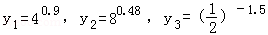 y₁=4^0.9, y₂=8^0.48, y₃=(1/2)^-1.5